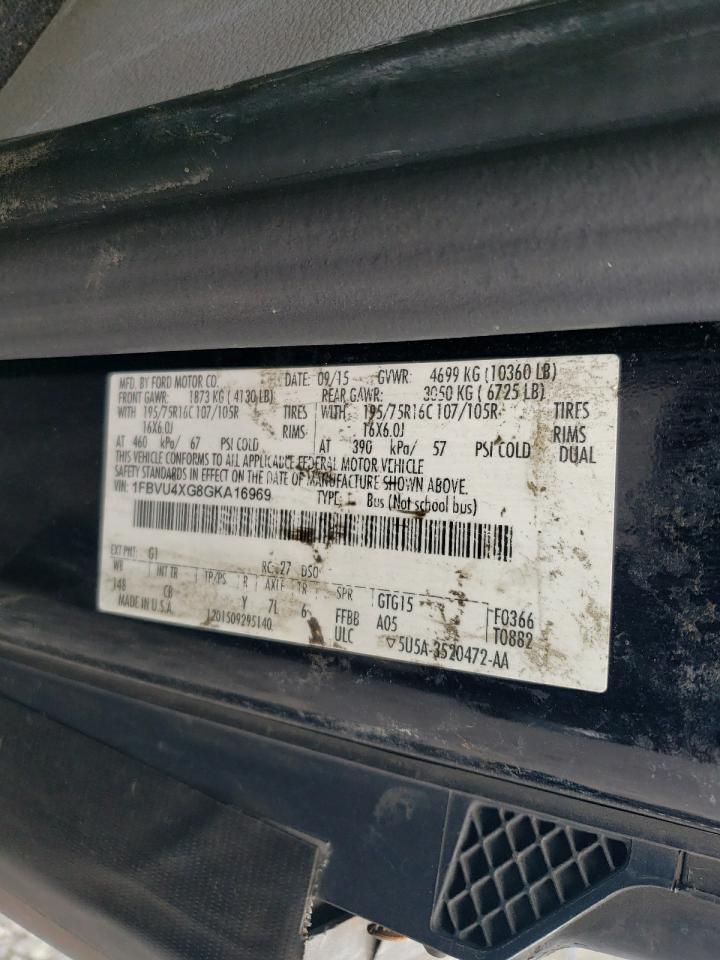 MFD. BY FORD MOTOR CO. DATE: 09/15 GVWR: 4699 KG (10360 LB)
FRONT GAWR: 1873 KG ( 4130 LB) REAR GAWR: 3050 KG ( 6725 LB)
WITH 195/75R16C 107/105R TIRES WITH 195/75R16C 107/105R TIRES
16X6.0J RIMS 16X6.0J RIMS
AT 460 kPa/ 67 PSI COLD AT 390 kPa/ 57 PSI COLD DUAL
THIS VEHICLE CONFORMS TO ALL APPLICABLE FEDERAL MOTOR VEHICLE
SAFETY STANDARDS IN EFFECT ON THE DATE OF MANUFACTURE SHOWN ABOVE.
VIN: 1FBVU4XG8GKA16969 TYPE: Bus (Not school bus)
EXT PNT: G1 RC: 27 DSO:
WB INT TR TP/PS R AXLE TR SPR GTG15 F0366
148 CB Y 7L 6 FFBB A05 T0882
MADE IN U.S.A. 1201509295140 ULC ▽5U5A-3520472-AA